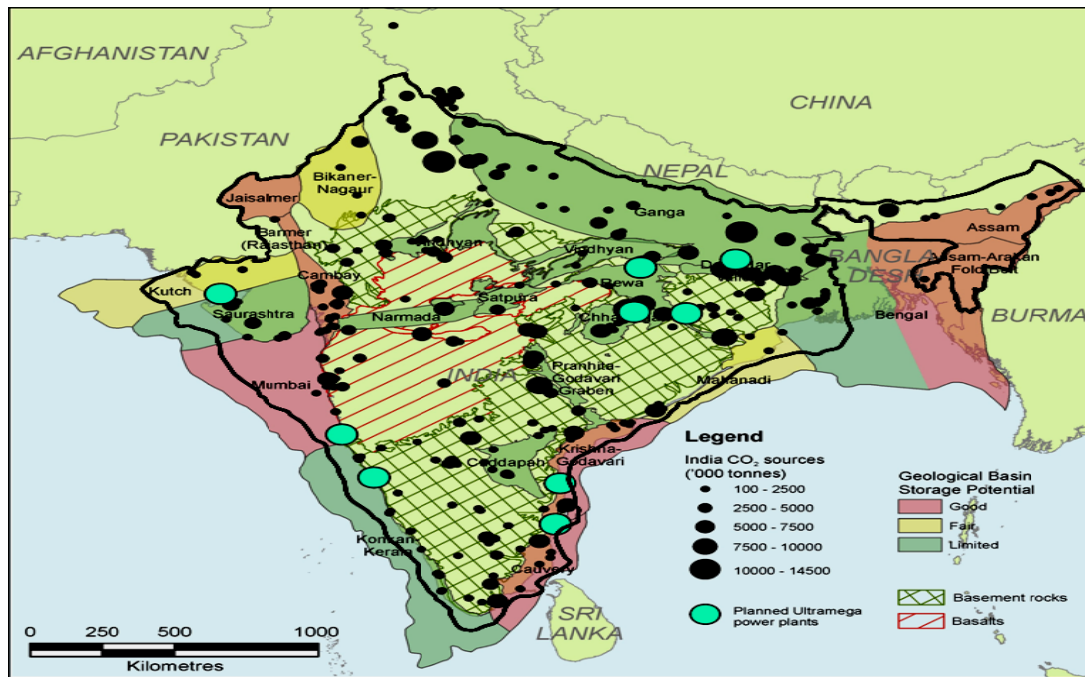 AFGHANISTAN
CHINA
PAKISTAN
NEPAL
Bikaner-
Nagaur
Jaisalmer
Ganga
Assam
Barmer
(Rajasthan)
Vindhyan
BANGLA
DESH
Assam-Arakan
Fold Belt
Cambay
Rewa
Kutch
Satpura
Saurashtra
Narmada
Bengal
BURMA
INDIA
Pranhita-
Godavari
Graben
Mumbai
Mahanadi
Krishna-
Godavari
Cuddapah
Konkan-
Kerala
Cauvery
SRI
LANKA
Legend
India CO₂ sources
('000 tonnes)
100 - 2500
2500 - 5000
5000 - 7500
7500 - 10000
10000 - 14500
Planned Ultramega
power plants
Geological Basin
Storage Potential
Good
Fair
Limited
Basement rocks
Basalts
0 250 500 1000
Kilometres